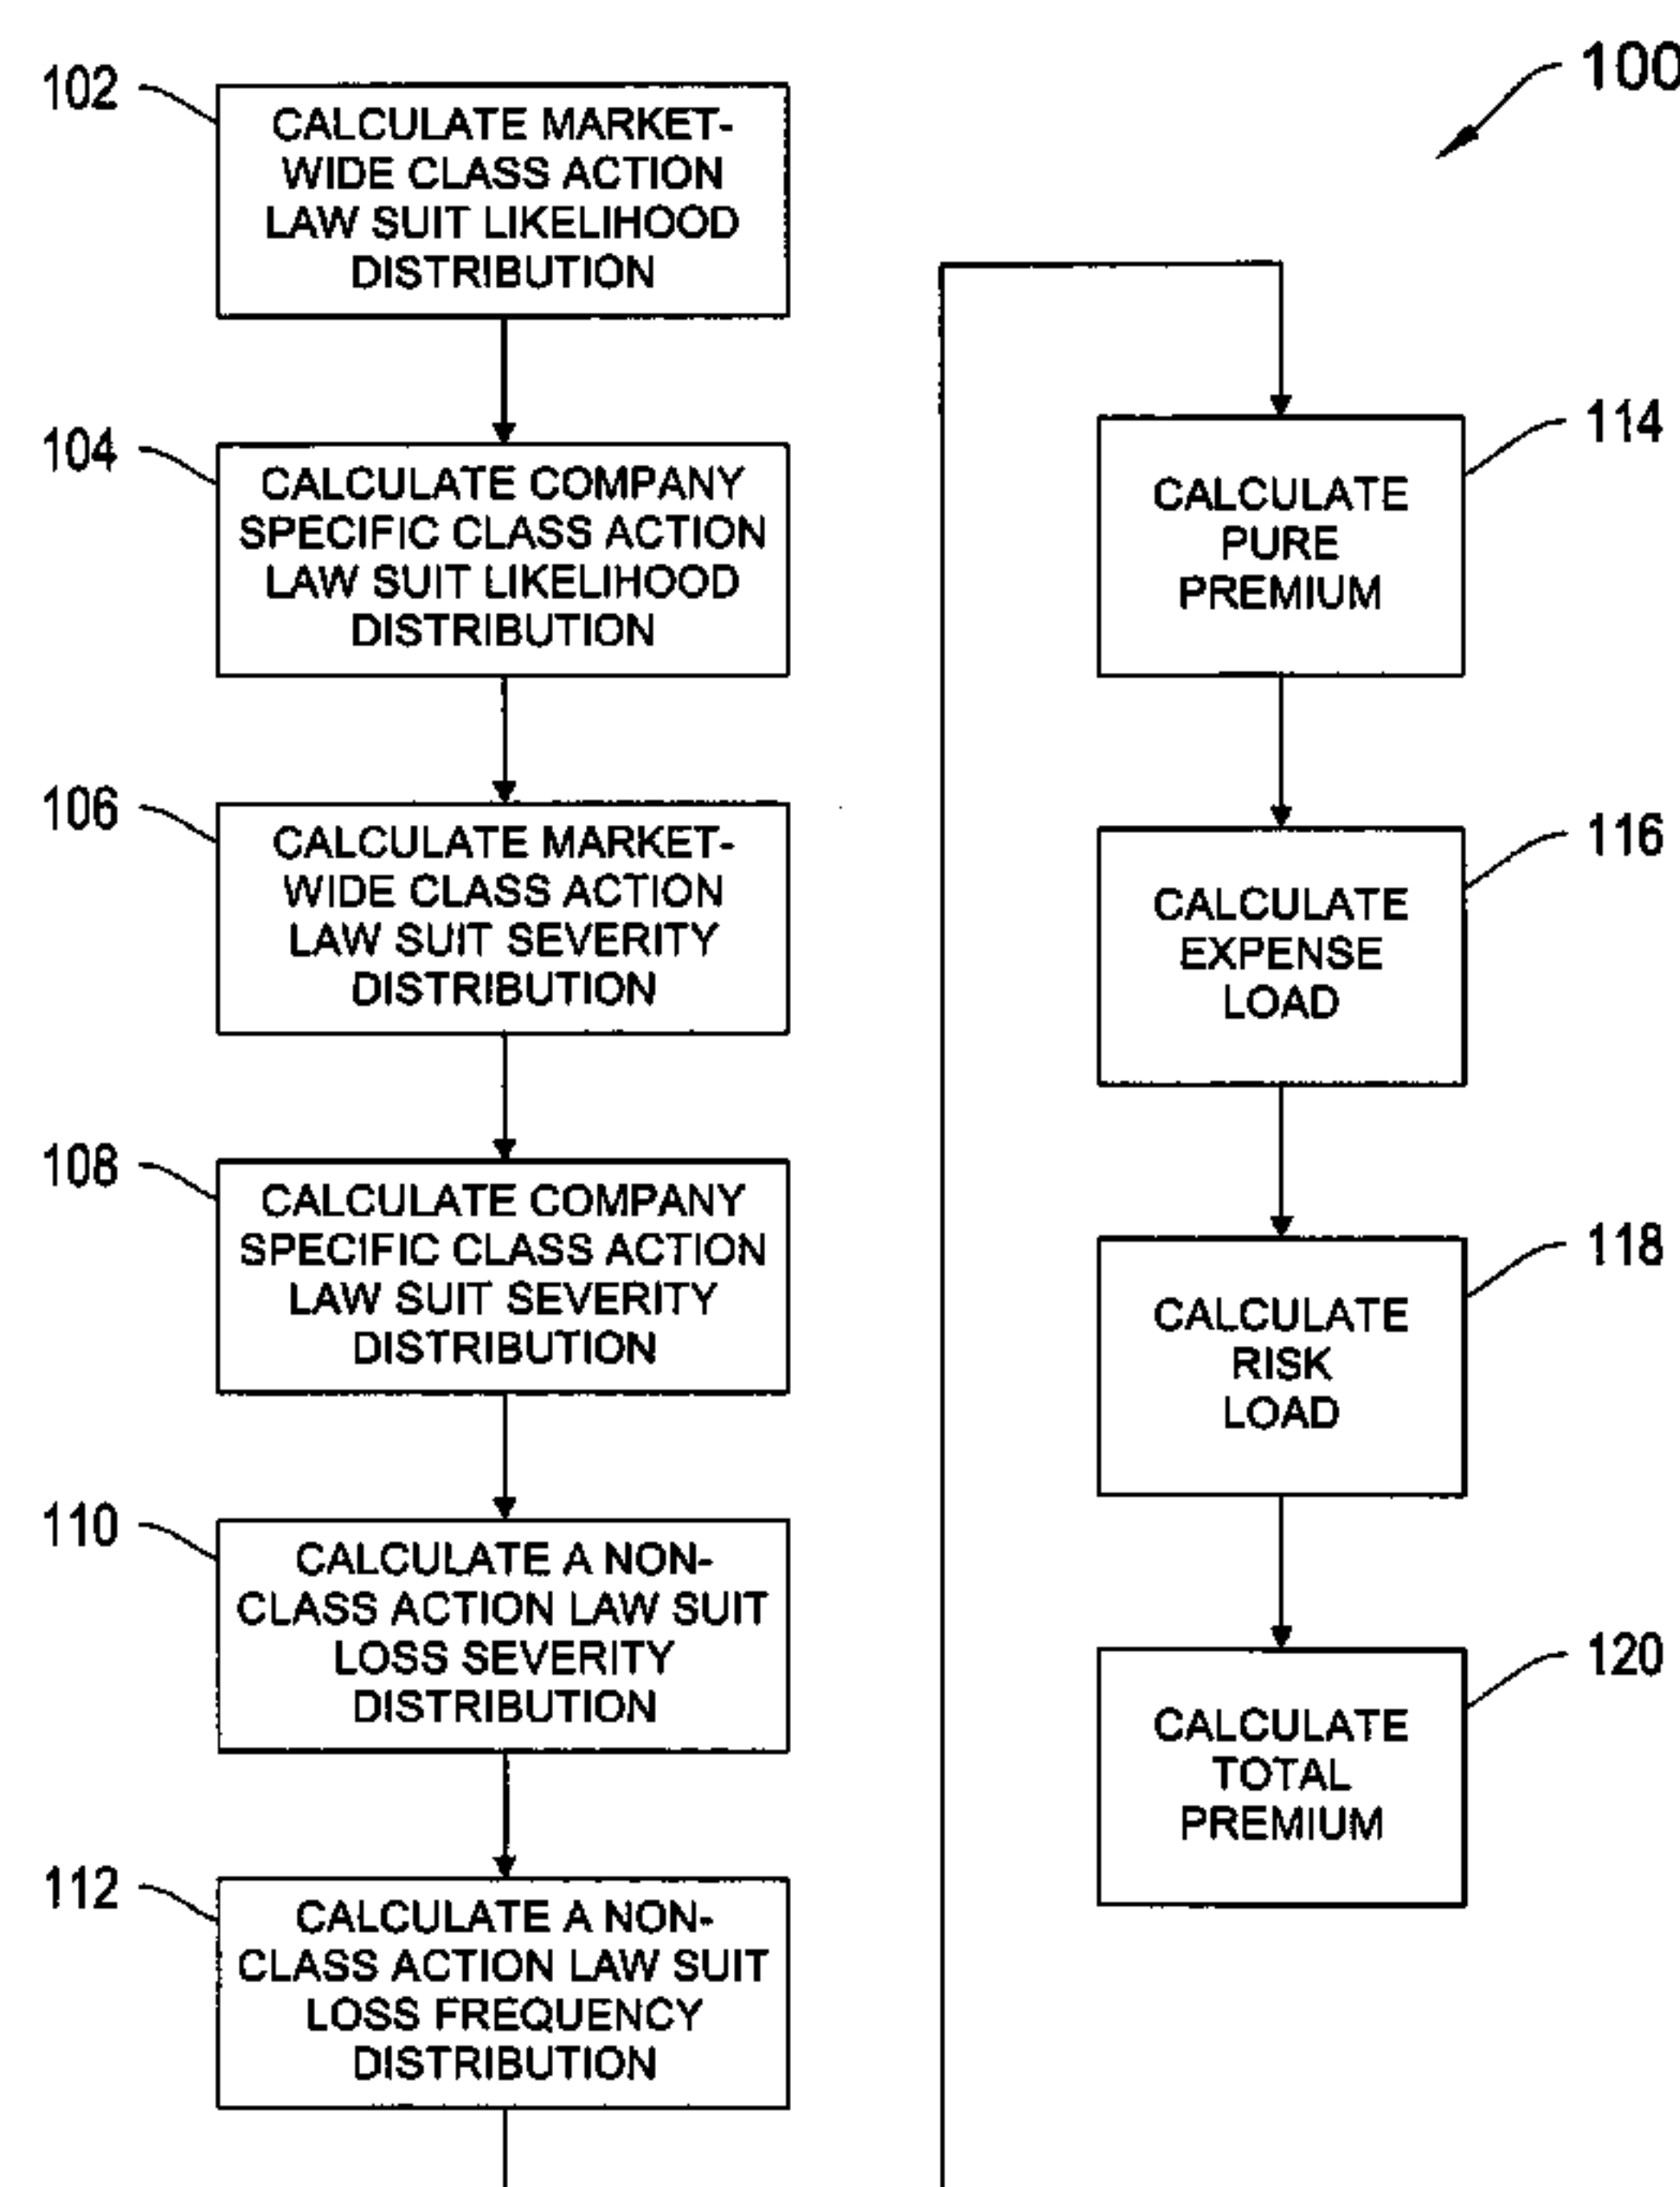 100
102
CALCULATE MARKET-
WIDE CLASS ACTION
LAW SUIT LIKELIHOOD
DISTRIBUTION
104
CALCULATE COMPANY
SPECIFIC CLASS ACTION
LAW SUIT LIKELIHOOD
DISTRIBUTION
106
CALCULATE MARKET-
WIDE CLASS ACTION
LAW SUIT SEVERITY
DISTRIBUTION
108
CALCULATE COMPANY
SPECIFIC CLASS ACTION
LAW SUIT SEVERITY
DISTRIBUTION
110
CALCULATE A NON-
CLASS ACTION LAW SUIT
LOSS SEVERITY
DISTRIBUTION
112
CALCULATE A NON-
CLASS ACTION LAW SUIT
LOSS FREQUENCY
DISTRIBUTION
114
CALCULATE
PURE
PREMIUM
116
CALCULATE
EXPENSE
LOAD
118
CALCULATE
RISK
LOAD
120
CALCULATE
TOTAL
PREMIUM